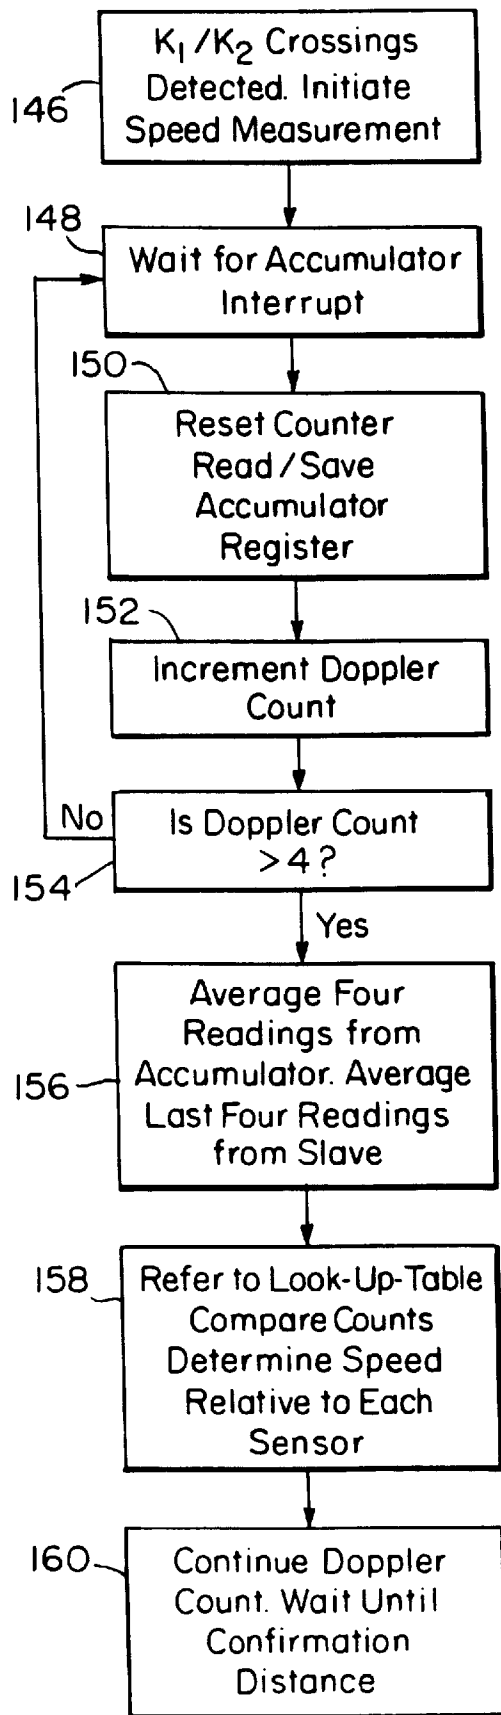 K₁/K₂ Crossings
Detected. Initiate
Speed Measurement
146
148
Wait for Accumulator
Interrupt
150
Reset Counter
Read/Save
Accumulator
Register
152
Increment Doppler
Count
No
Is Doppler Count
>4?
154
Yes
Average Four
Readings from
156
Accumulator. Average
Last Four Readings
from Slave
158
Refer to Look-Up-Table
Compare Counts
Determine Speed
Relative to Each
Sensor
160
Continue Doppler
Count. Wait Until
Confirmation
Distance